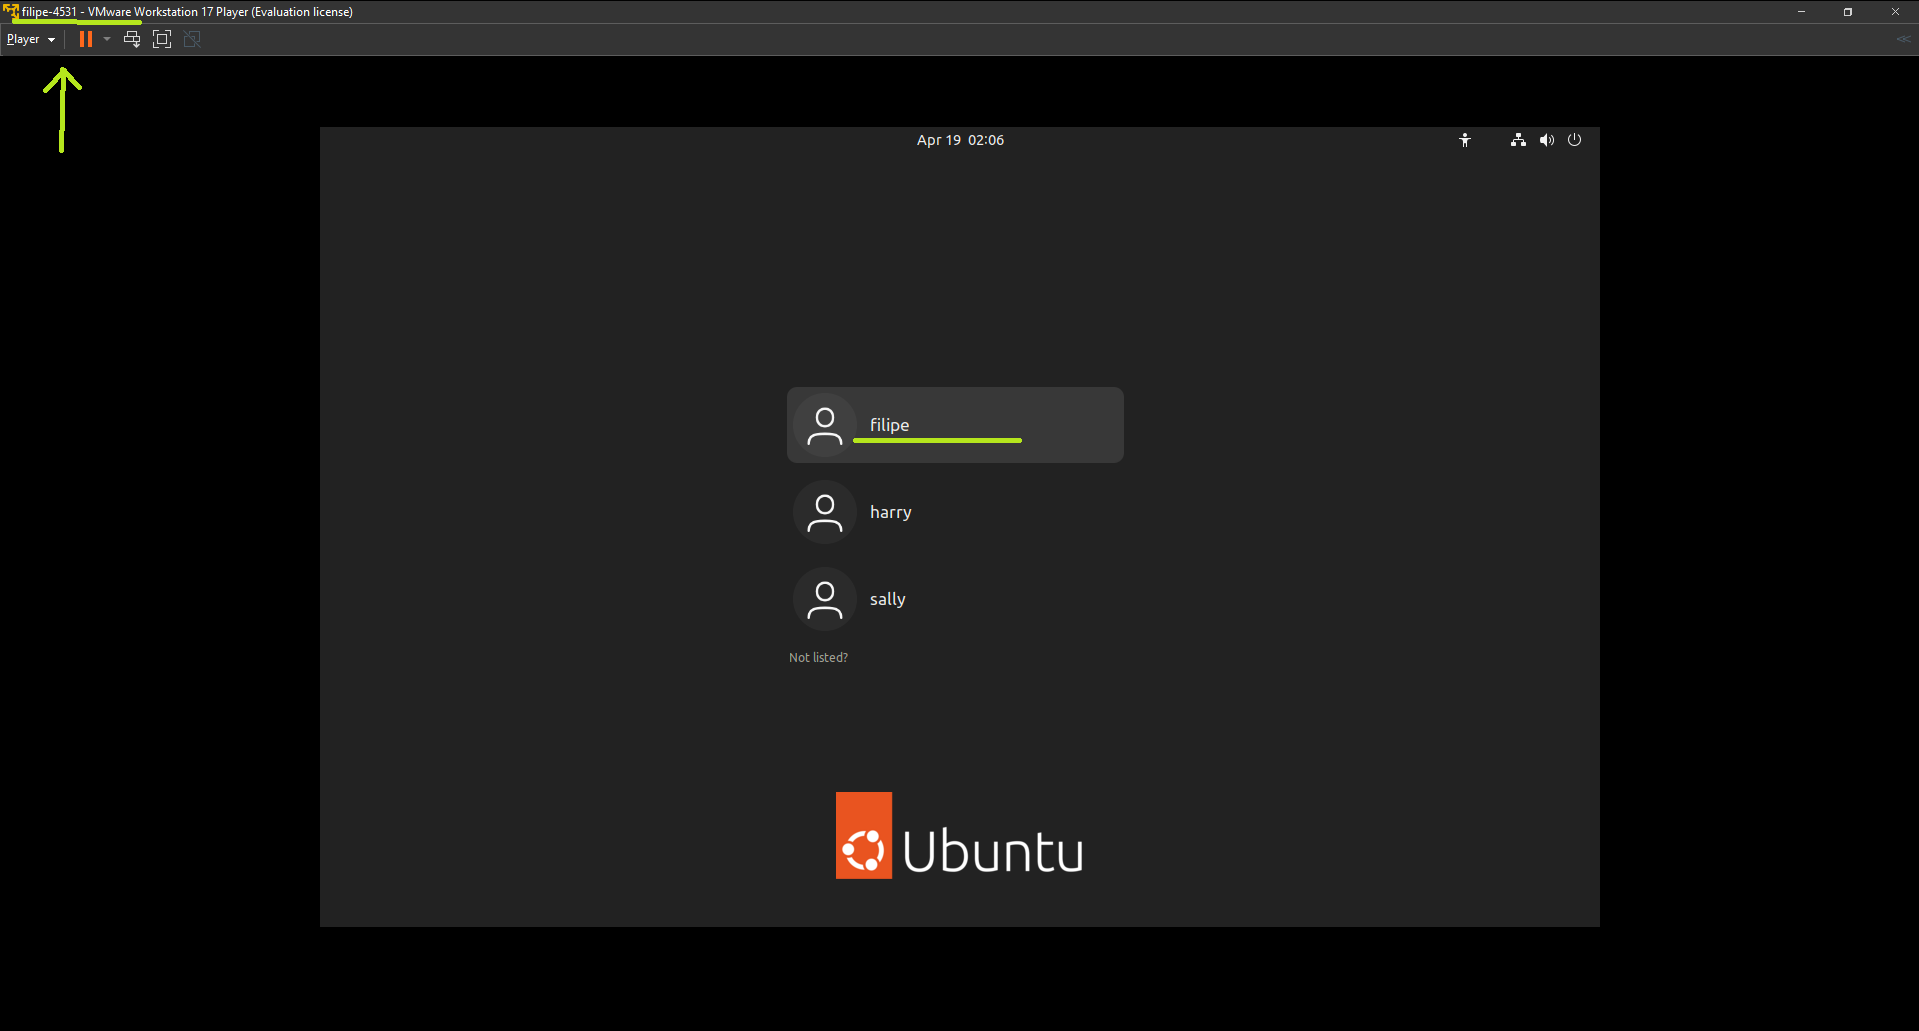 filipe-4531 - VMware Workstation 17 Player (Evaluation license)
Player
Apr 19 02:06
filipe
harry
sally
Not listed?
Ubuntu